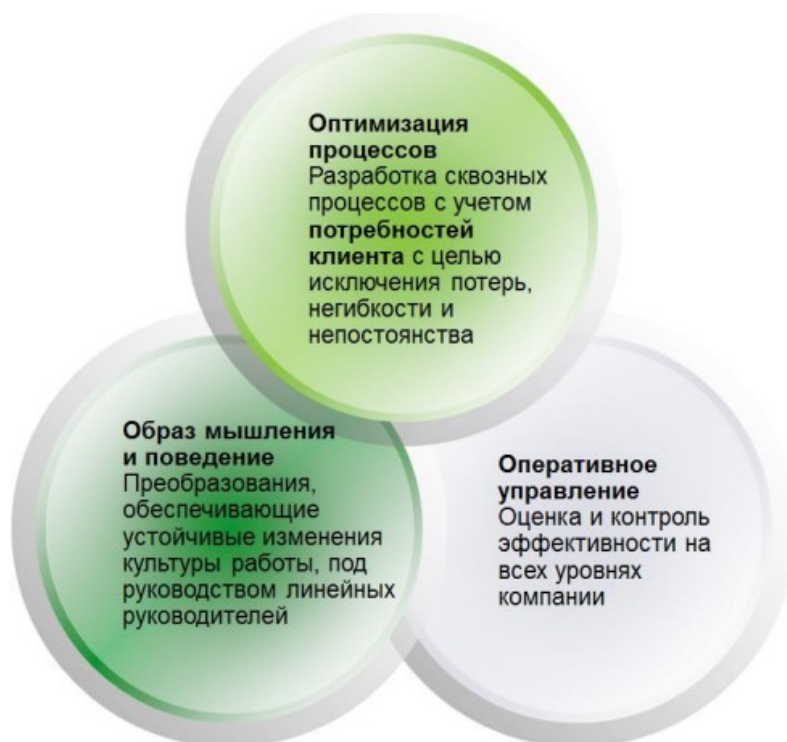 Оптимизация
процессов
Разработка сквозных
процессов с учетом
потребностей
клиента с целью
исключения потерь,
негибкости и
непостоянства
Образ мышления
и поведение
Преобразования,
обеспечивающие
устойчивые изменения
культуры работы, под
руководством линейных
руководителей
Оперативное
управление
Оценка и контроль
эффективности на
всех уровнях
компании